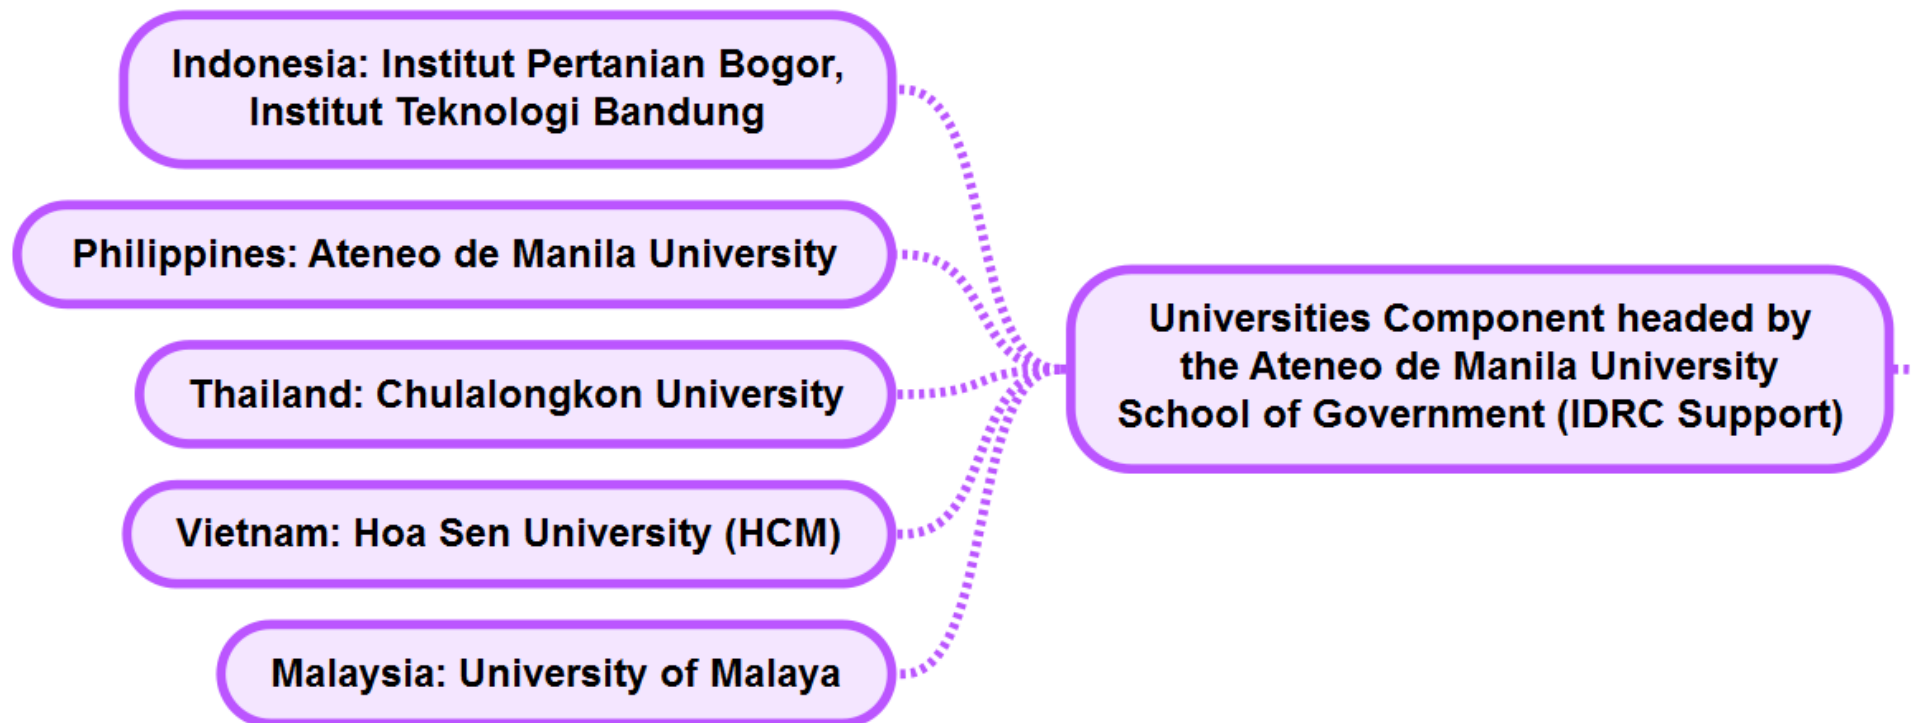 Indonesia: Institut Pertanian Bogor,
Institut Teknologi Bandung
Philippines: Ateneo de Manila University
Thailand: Chulalongkon University
Vietnam: Hoa Sen University (HCM)
Malaysia: University of Malaya
Universities Component headed by
the Ateneo de Manila University
School of Government (IDRC Support)